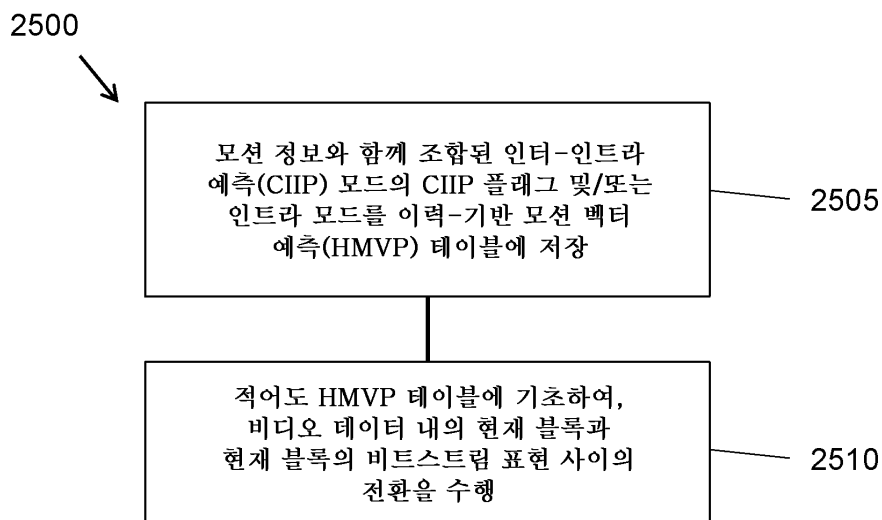 2500
모션 정보와 함께 조합된 인터-인트라
예측(CIIP) 모드의 CIIP 플래그 및/또는
인트라 모드를 이력-기반 모션 벡터
예측(HMVP) 테이블에 저장
2505
적어도 HMVP 테이블에 기초하여,
비디오 데이터 내의 현재 블록과
현재 블록의 비트스트림 표현 사이의
전환을 수행
2510